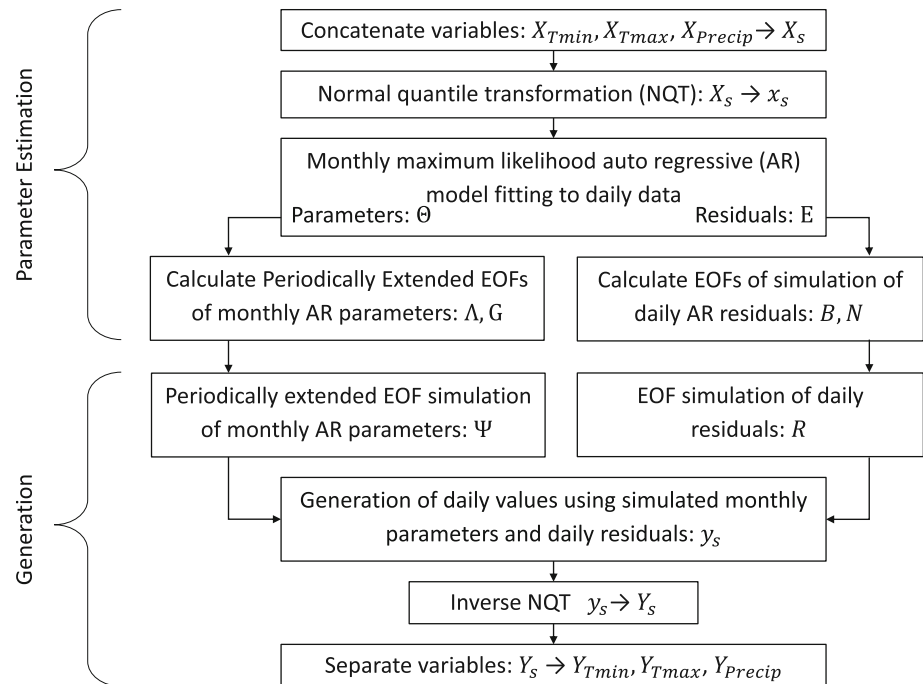 Parameter Estimation
Concatenate variables: X_Tmin, X_Tmax, X_Precip → X_s
Normal quantile transformation (NQT): X_s → x_s
Monthly maximum likelihood auto regressive (AR)
model fitting to daily data
Parameters: Θ
Residuals: E
Calculate Periodically Extended EOFs
of monthly AR parameters: Λ, G
Calculate EOFs of simulation of
daily AR residuals: B, N
Generation
Periodically extended EOF simulation
of monthly AR parameters: Ψ
EOF simulation of daily
residuals: R
Generation of daily values using simulated monthly
parameters and daily residuals: y_s
Inverse NQT y_s → Y_s
Separate variables: Y_s → Y_Tmin, Y_Tmax, Y_Precip